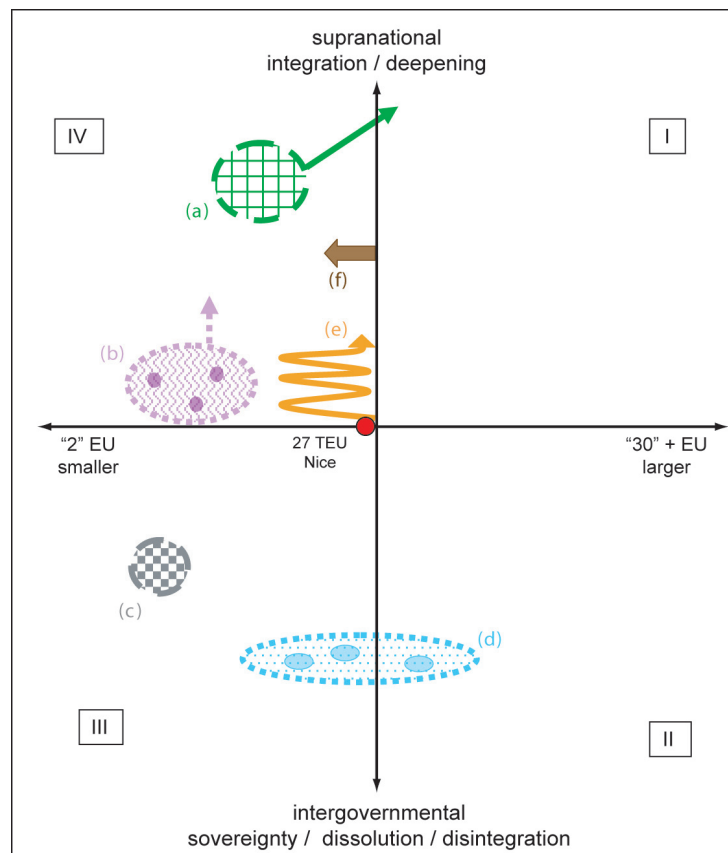 supranational
integration / deepening
IV
I
(a)
(f)
(e)
(b)
"2" EU
smaller
27 TEU
Nice
"30" + EU
larger
(c)
(d)
III
II
intergovernmental
sovereignty / dissolution / disintegration